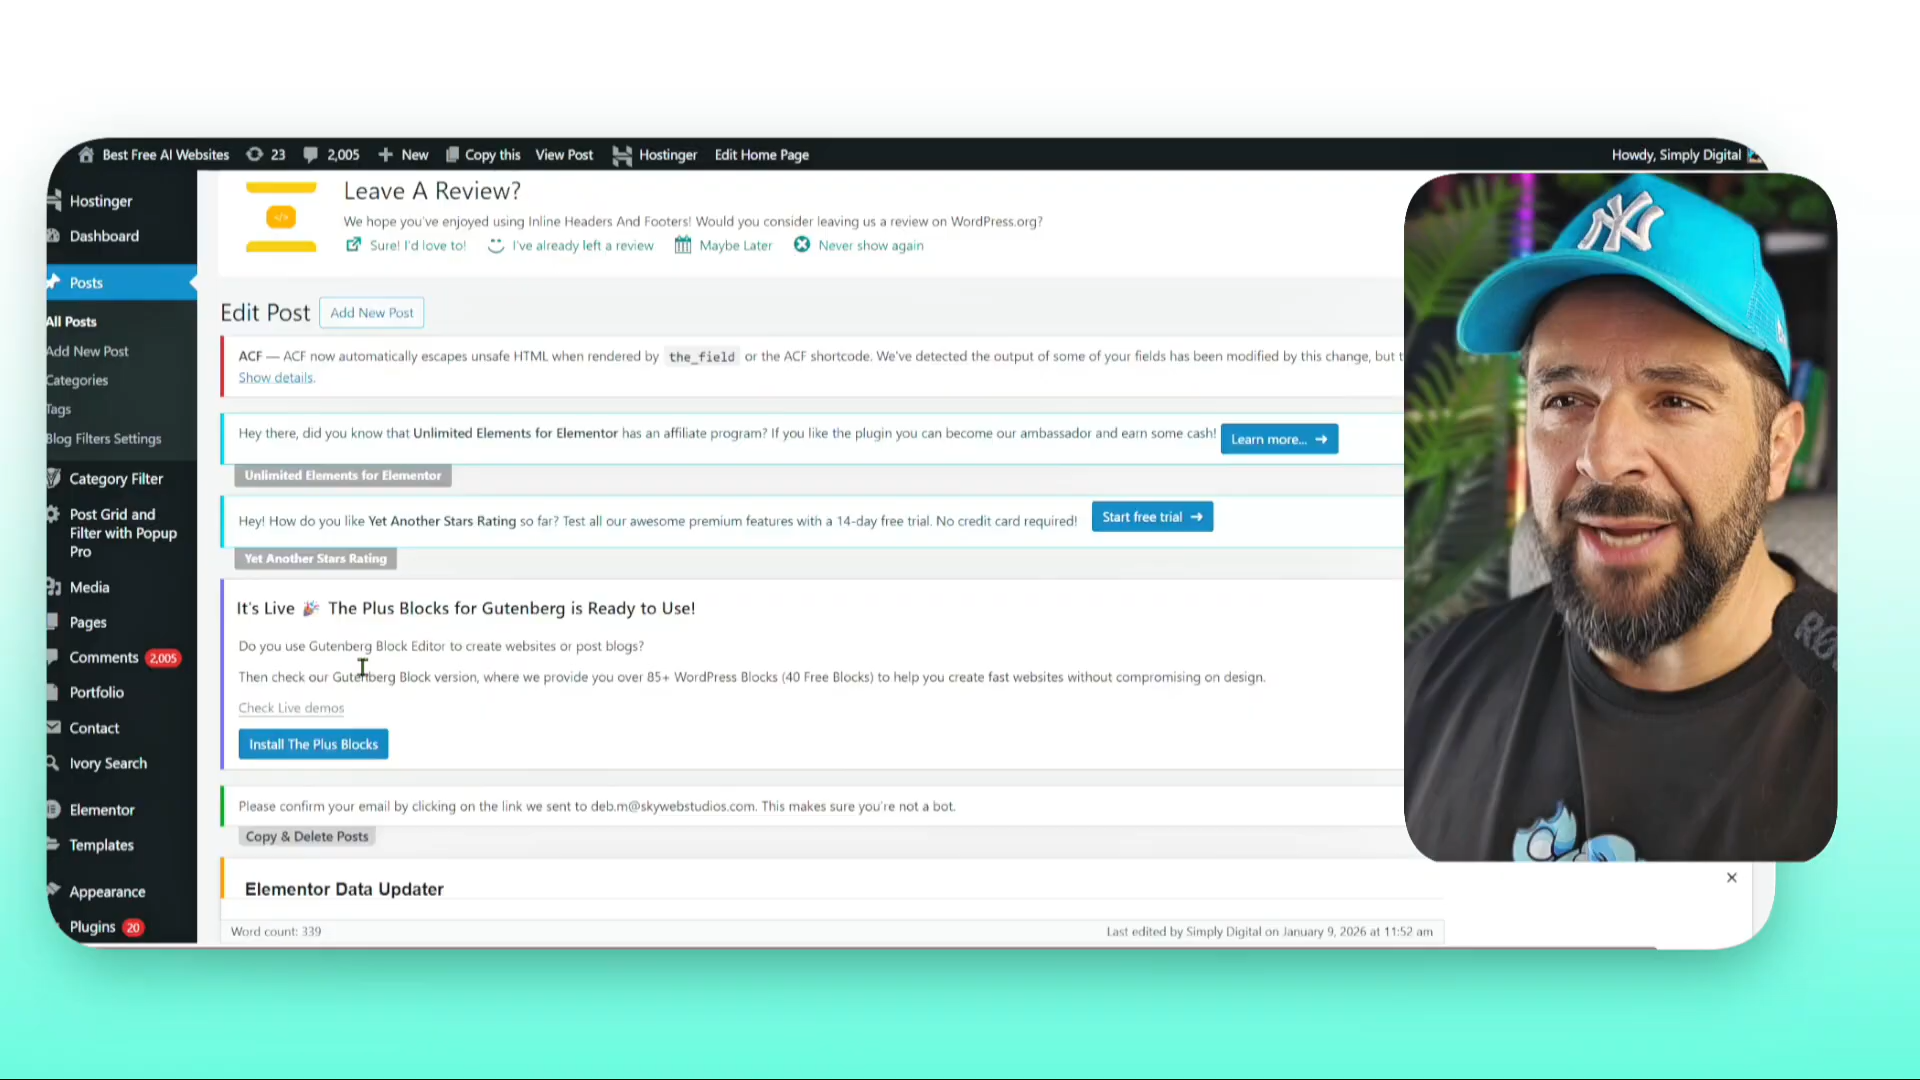 Best Free AI Websites 23 2,005 New Copy this View Post Hostinger Edit Home Page Howdy, Simply Digital
Hostinger
Dashboard
Posts
All Posts
Add New Post
Categories
Tags
Blog Filters Settings
Category Filter
Post Grid and
Filter with Popup
Pro
Media
Pages
Comments 2,005
Portfolio
Contact
Ivory Search
Elementor
Templates
Appearance
Plugins 20
Leave A Review?
We hope you've enjoyed using Inline Headers And Footers! Would you consider leaving us a review on WordPress.org?
Sure! I'd love to! I've already left a review Maybe Later Never show again
Edit Post Add New Post
ACF — ACF now automatically escapes unsafe HTML when rendered by the_field or the ACF shortcode. We've detected the output of some of your fields has been modified by this change, but t
Show details.
Hey there, did you know that Unlimited Elements for Elementor has an affiliate program? If you like the plugin you can become our ambassador and earn some cash! Learn more... →
Unlimited Elements for Elementor
Hey! How do you like Yet Another Stars Rating so far? Test all our awesome premium features with a 14-day free trial. No credit card required! Start free trial →
Yet Another Stars Rating
It's Live 🎉 The Plus Blocks for Gutenberg is Ready to Use!
Do you use Gutenberg Block Editor to create websites or post blogs?
Then check our Gutenberg Block version, where we provide you over 85+ WordPress Blocks (40 Free Blocks) to help you create fast websites without compromising on design.
Check Live demos
Install The Plus Blocks
Please confirm your email by clicking on the link we sent to deb.m@skywebstudios.com. This makes sure you're not a bot.
Copy & Delete Posts
Elementor Data Updater
Word count: 339 Last edited by Simply Digital on January 9, 2026 at 11:52 am
NY